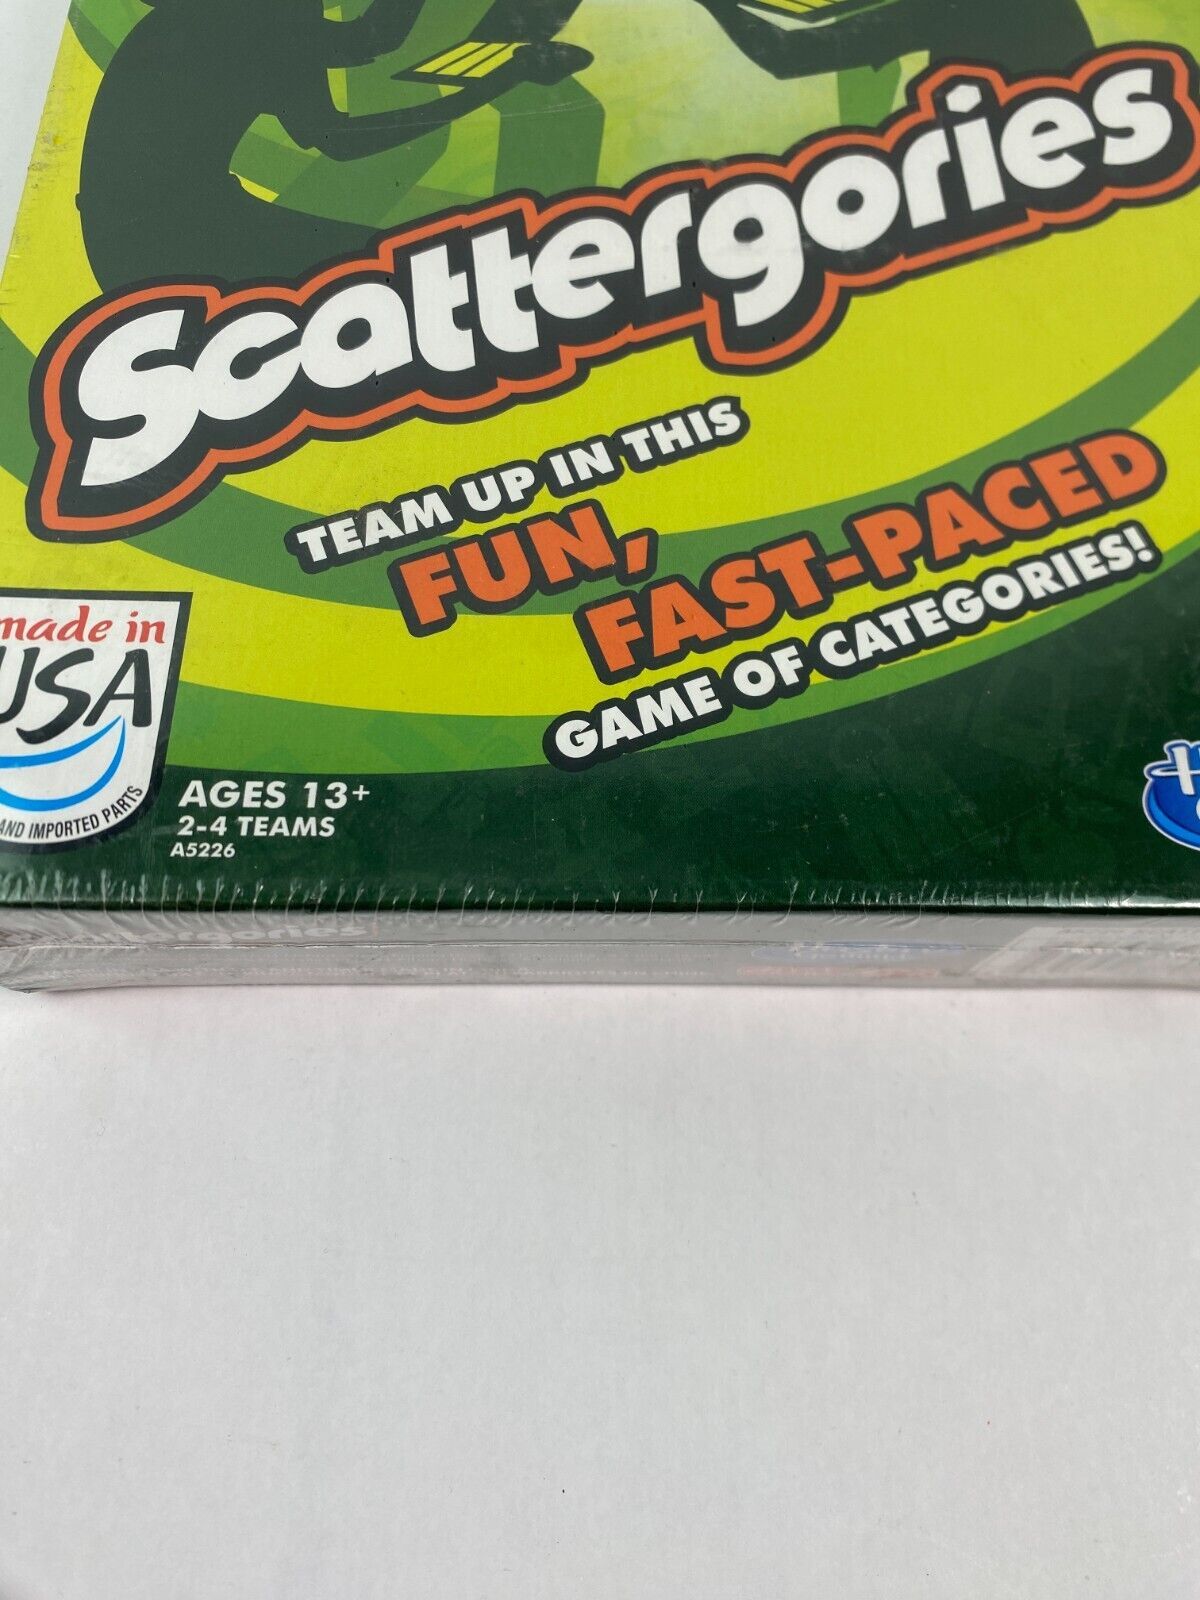 Scattergories
TEAM UP IN THIS
FUN,
FAST-PACED
GAME OF CATEGORIES!
made in
USA
AND IMPORTED PARTS
AGES 13+
2-4 TEAMS
A5226